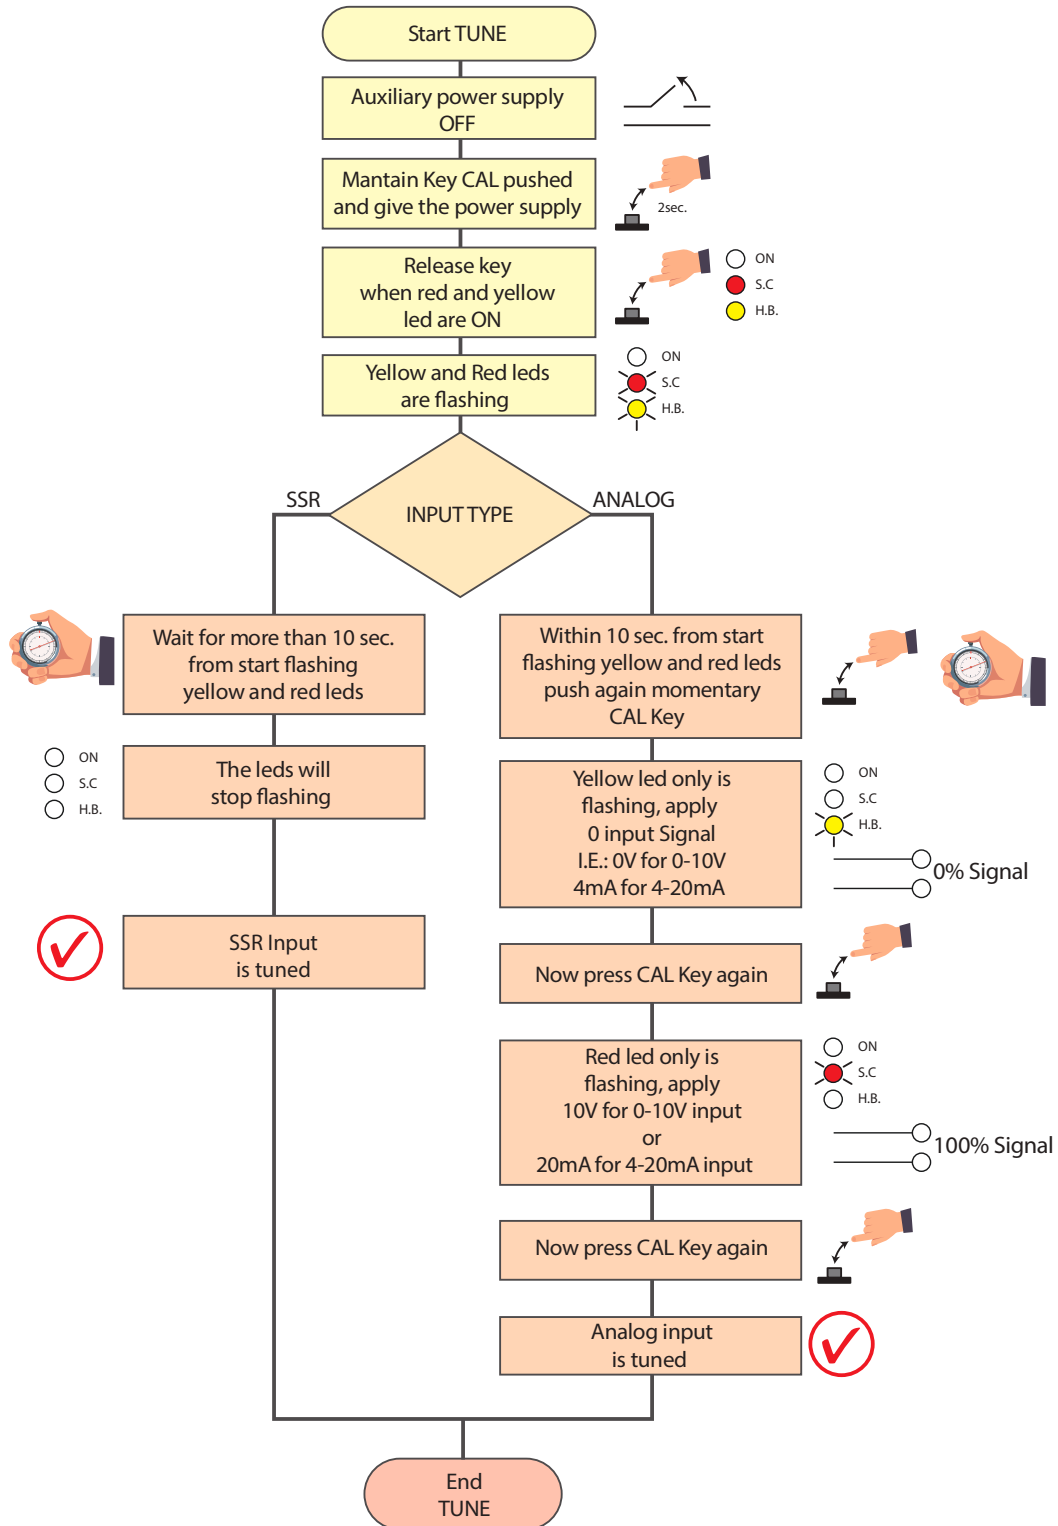 Start TUNE
Auxiliary power supply
OFF
Mantain Key CAL pushed
and give the power supply
2sec.
Release key
when red and yellow
led are ON
ON
S.C
H.B.
Yellow and Red leds
are flashing
ON
S.C
H.B.
SSR
INPUT TYPE
ANALOG
Wait for more than 10 sec.
from start flashing
yellow and red leds
ON
S.C
H.B.
The leds will
stop flashing
SSR Input
is tuned
Within 10 sec. from start
flashing yellow and red leds
push again momentary
CAL Key
Yellow led only is
flashing, apply
0 input Signal
I.E.: 0V for 0-10V
4mA for 4-20mA
ON
S.C
H.B.
0% Signal
Now press CAL Key again
Red led only is
flashing, apply
10V for 0-10V input
or
20mA for 4-20mA input
ON
S.C
H.B.
100% Signal
Now press CAL Key again
Analog input
is tuned
End
TUNE